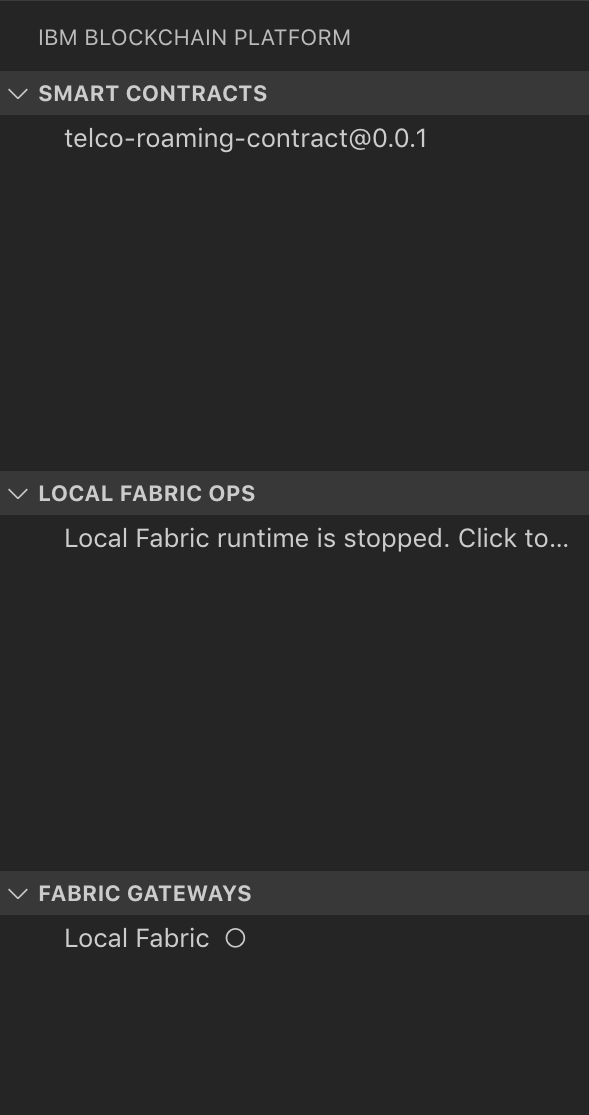 IBM BLOCKCHAIN PLATFORM
SMART CONTRACTS
telco-roaming-contract@0.0.1
LOCAL FABRIC OPS
Local Fabric runtime is stopped. Click to...
FABRIC GATEWAYS
Local Fabric